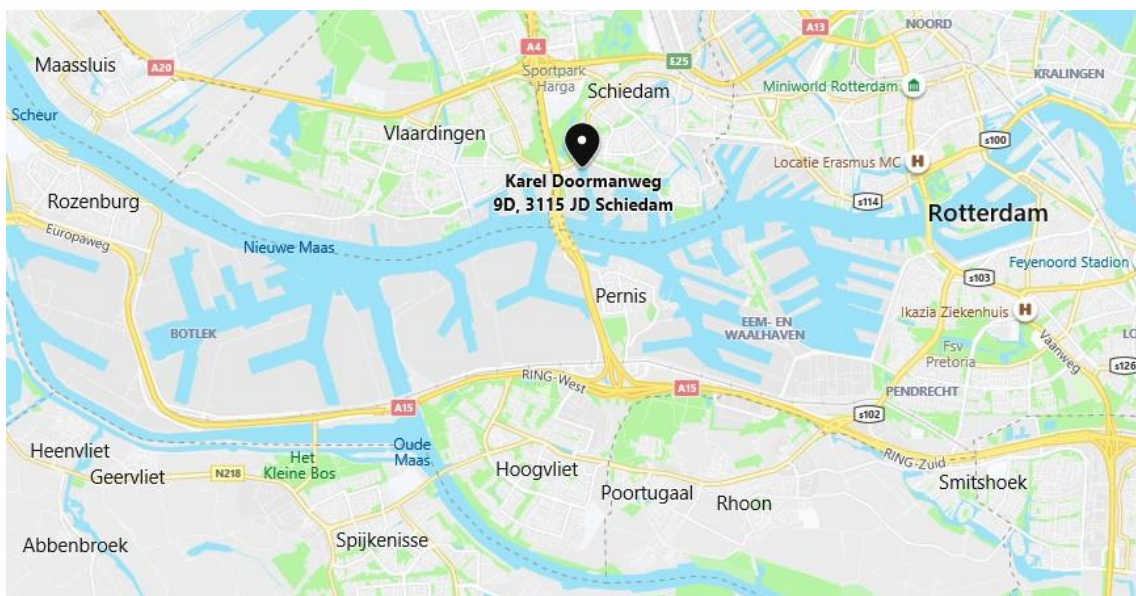 NOORD
A13
A4
E25
Maassluis
A20
Sportpark
Harga
KRALINGEN
Miniworld Rotterdam
Schiedam
Scheur
Vlaardingen
s100
Locatie Erasmus MC
H
Karel Doormanweg
9D, 3115 JD Schiedam
Rozenburg
s114
Rotterdam
Europaweg
Nieuwe Maas
Feyenoord Stadion
s103
Pernis
Ikazia Ziekenhuis
H
EEM- EN
WAALHAVEN
BOTLEK
Vaanweg
LO
Fsv
Pretoria
s126
RING-West
A15
PENDRECHT
A15
s102
Heenvliet
Oude
Maas
Het
Kleine Bos
Geervliet
N218
Hoogvliet
RING-Zuid
Smitshoek
Poortugaal
Rhoon
Abbenbroek
Spijkenisse